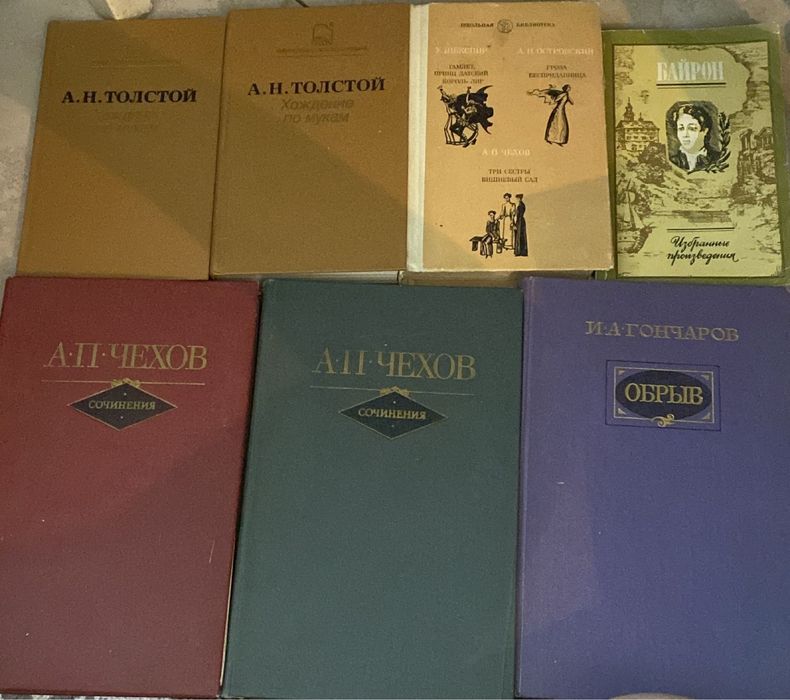 А.Н.ТОЛСТОЙ
А.Н.ТОЛСТОЙ
Хождение
по мукам
ШКОЛЬНАЯ БИБЛИОТЕКА
У. ШЕКСПИР
ГАМЛЕТ,
ПРИНЦ ДАТСКИЙ
КОРОЛЬ ЛИР
А. Н. ОСТРОВСКИЙ
ГРОЗА
БЕСПРИДАННИЦА
А. П. ЧЕХОВ
ТРИ СЕСТРЫ
ВИШНЕВЫЙ САД
БАЙРОН
Избранные
произведения
А·П·ЧЕХОВ
СОЧИНЕНИЯ
А·П·ЧЕХОВ
СОЧИНЕНИЯ
И·А·ГОНЧАРОВ
ОБРЫВ